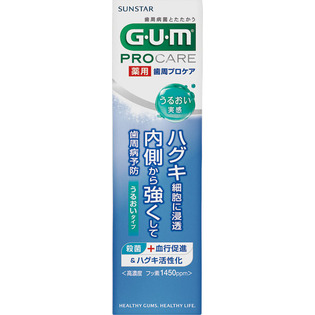 SUNSTAR
歯周病菌とたたかう
G・U・M
PROCARE
薬用 歯周プロケア
うるおい
実感
ハグキ細胞に浸透
内側から強くして
歯周病予防
うるおいタイプ
殺菌+血行促進
&ハグキ活性化
<高濃度 フッ素1450ppm>
HEALTHY GUMS. HEALTHY LIFE.